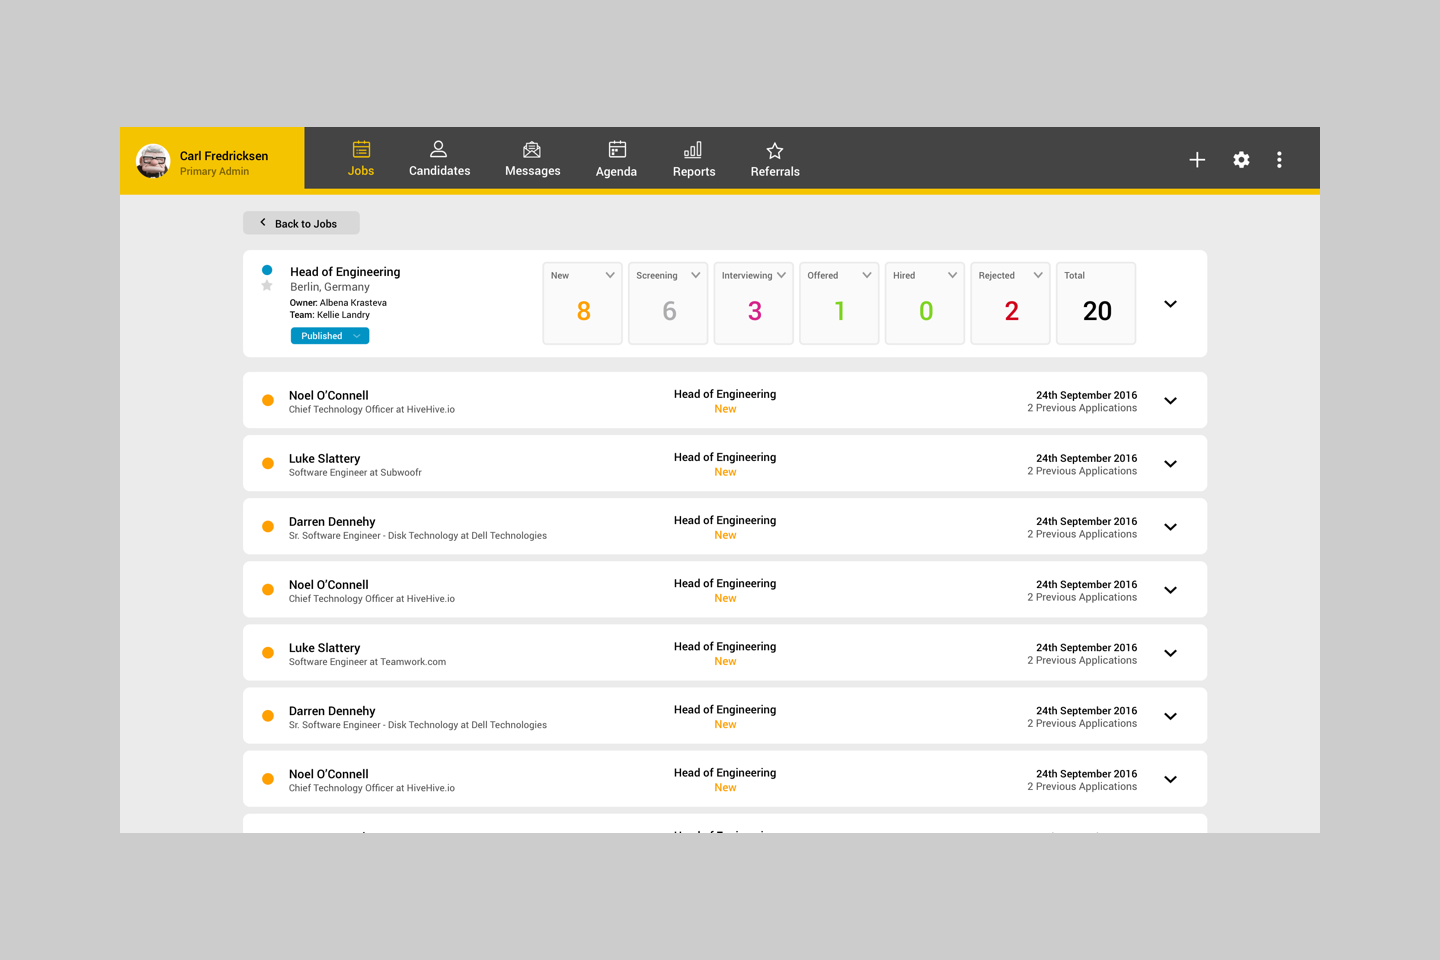 Carl Fredricksen
Primary Admin
Jobs
Candidates
Messages
Agenda
Reports
Referrals
Back to Jobs
Head of Engineering
Berlin, Germany
Owner: Albena Krasteva
Team: Kellie Landry
Published
New
8
Screening
6
Interviewing
3
Offered
1
Hired
0
Rejected
2
Total
20
Noel O’Connell
Chief Technology Officer at HiveHive.io
Head of Engineering
New
24th September 2016
2 Previous Applications
Luke Slattery
Software Engineer at Subwoofr
Head of Engineering
New
24th September 2016
2 Previous Applications
Darren Dennehy
Sr. Software Engineer - Disk Technology at Dell Technologies
Head of Engineering
New
24th September 2016
2 Previous Applications
Noel O’Connell
Chief Technology Officer at HiveHive.io
Head of Engineering
New
24th September 2016
2 Previous Applications
Luke Slattery
Software Engineer at Teamwork.com
Head of Engineering
New
24th September 2016
2 Previous Applications
Darren Dennehy
Sr. Software Engineer - Disk Technology at Dell Technologies
Head of Engineering
New
24th September 2016
2 Previous Applications
Noel O’Connell
Chief Technology Officer at HiveHive.io
Head of Engineering
New
24th September 2016
2 Previous Applications